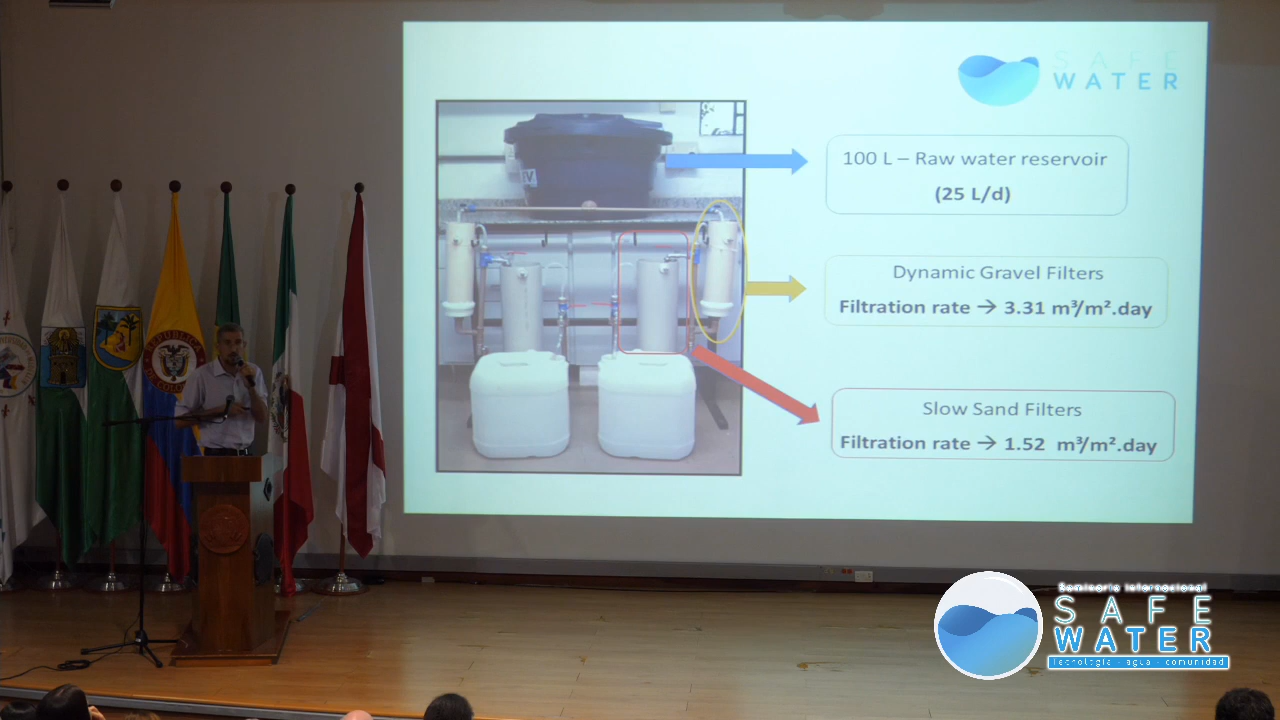 SAFE
WATER
100 L – Raw water reservoir
(25 L/d)
Dynamic Gravel Filters
Filtration rate → 3.31 m³/m².day
Slow Sand Filters
Filtration rate → 1.52 m³/m².day
Seminario internacional
SAFE
WATER
Tecnología - agua - comunidad